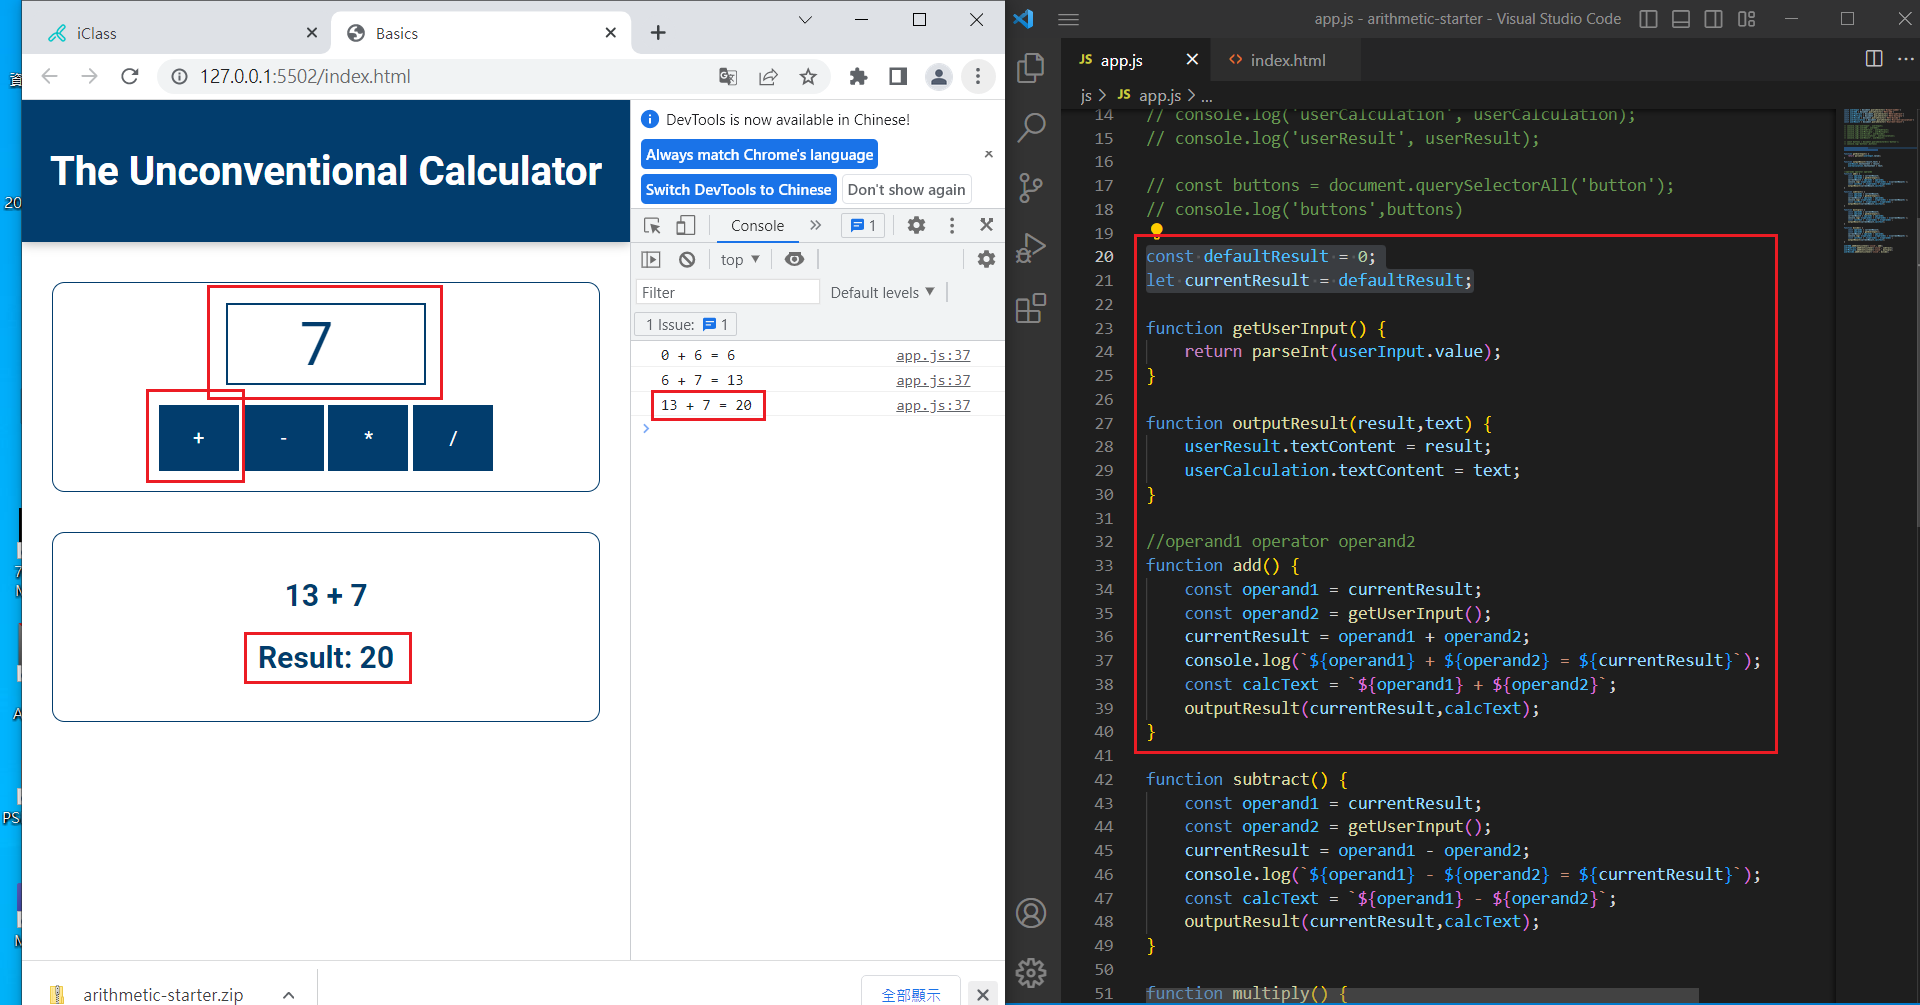 iClass
Basics
127.0.0.1:5502/index.html
The Unconventional Calculator
7
+
-
*
/
13 + 7
Result: 20
DevTools is now available in Chinese!
Always match Chrome's language
Switch DevTools to Chinese
Don't show again
Console
1
top
Filter
Default levels
1 Issue:
1
0 + 6 = 6 app.js:37
6 + 7 = 13 app.js:37
13 + 7 = 20 app.js:37
arithmetic-starter.zip
全部顯示
資
20
PS
app.js - arithmetic-starter - Visual Studio Code
JS app.js
index.html
js > JS app.js > ...
14 // console.log('userCalculation', userCalculation);
15 // console.log('userResult', userResult);
16
17 // const buttons = document.querySelectorAll('button');
18 // console.log('buttons',buttons)
19
20 const defaultResult = 0;
21 let currentResult = defaultResult;
22
23 function getUserInput() {
24 return parseInt(userInput.value);
25 }
26
27 function outputResult(result,text) {
28 userResult.textContent = result;
29 userCalculation.textContent = text;
30 }
31
32 //operand1 operator operand2
33 function add() {
34 const operand1 = currentResult;
35 const operand2 = getUserInput();
36 currentResult = operand1 + operand2;
37 console.log(`${operand1} + ${operand2} = ${currentResult}`);
38 const calcText = `${operand1} + ${operand2}`;
39 outputResult(currentResult,calcText);
40 }
41
42 function subtract() {
43 const operand1 = currentResult;
44 const operand2 = getUserInput();
45 currentResult = operand1 - operand2;
46 console.log(`${operand1} - ${operand2} = ${currentResult}`);
47 const calcText = `${operand1} - ${operand2}`;
48 outputResult(currentResult,calcText);
49 }
50
51 function multiply() {